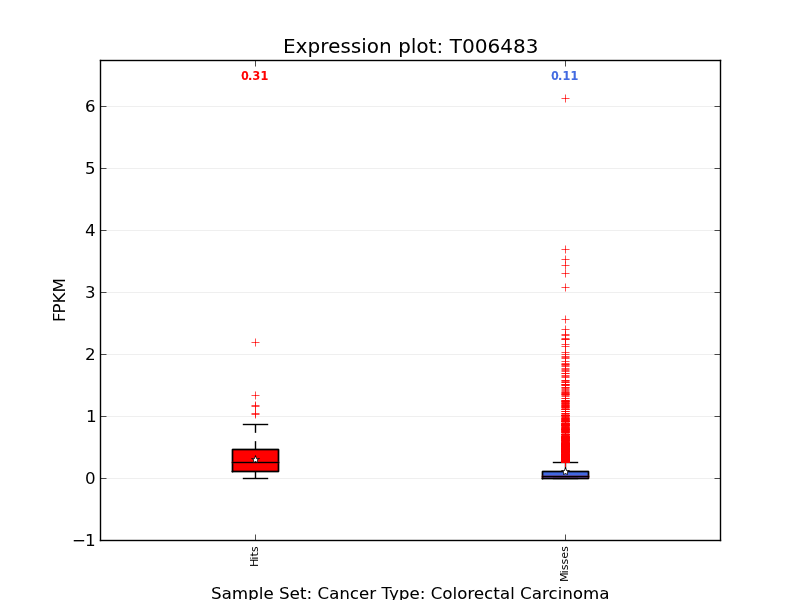 Expression plot: T006483
0.31
0.11
6
5
4
3
2
1
0
−1
FPKM
Hits
Misses
Sample Set: Cancer Type: Colorectal Carcinoma